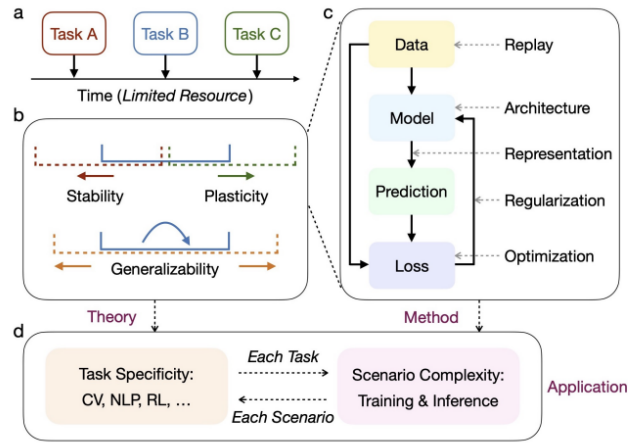 a
Task A
Task B
Task C
Time (Limited Resource)
b
Stability
Plasticity
Generalizability
c
Data
Replay
Model
Architecture
Representation
Prediction
Regularization
Loss
Optimization
Theory
Method
d
Task Specificity:
CV, NLP, RL, …
Each Task
Each Scenario
Scenario Complexity:
Training & Inference
Application